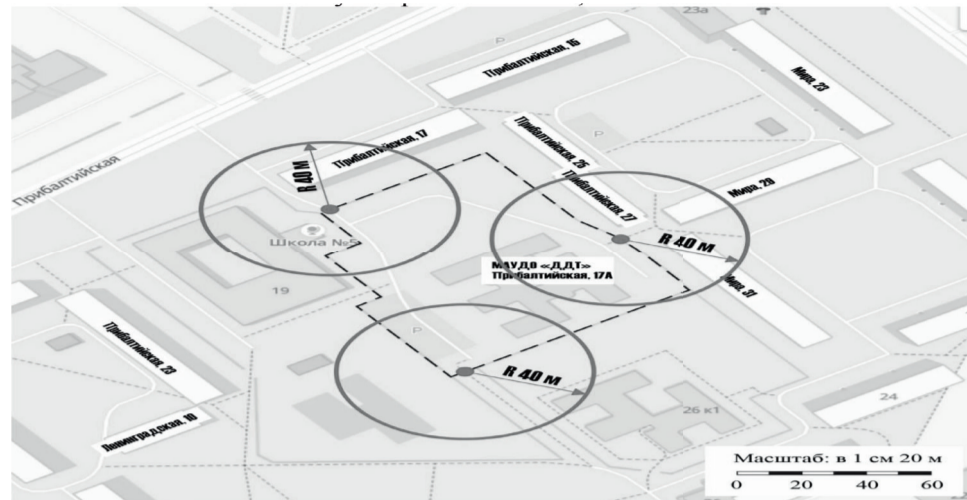 23а
Р
Прибалтийская, 15
Мира, 23
Прибалтийская, 17
Прибалтийская, 25
Р
Прибалтийская
R 40 м
Прибалтийская, 27
Мира, 29
Школа №5
R 40 м
МАУДО «ДДТ»
Прибалтийская, 17А
Мира, 31
19
Р
Прибалтийская, 23
R 40 м
24
26 к1
Ленинградская, 10
Масштаб: в 1 см 20 м
0 20 40 60